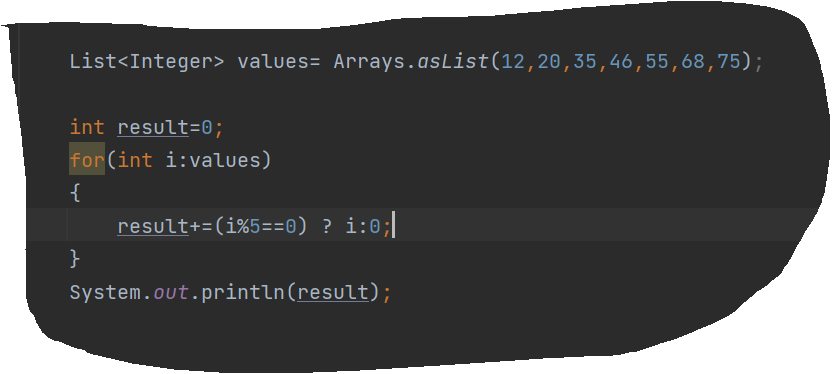 List<Integer> values= Arrays.asList(12,20,35,46,55,68,75);
int result=0;
for(int i:values)
{
result+=(i%5==0) ? i:0;
}
System.out.println(result);